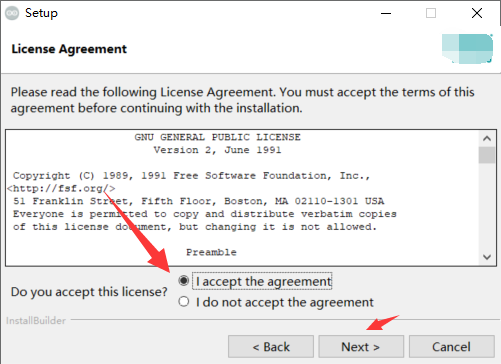 Setup
License Agreement
Please read the following License Agreement. You must accept the terms of this
agreement before continuing with the installation.
GNU GENERAL PUBLIC LICENSE
Version 2, June 1991
Copyright (C) 1989, 1991 Free Software Foundation, Inc.,
<http://fsf.org/>
51 Franklin Street, Fifth Floor, Boston, MA 02110-1301 USA
Everyone is permitted to copy and distribute verbatim copies
of this license document, but changing it is not allowed.
Preamble
Do you accept this license?
I accept the agreement
I do not accept the agreement
InstallBuilder
< Back
Next >
Cancel